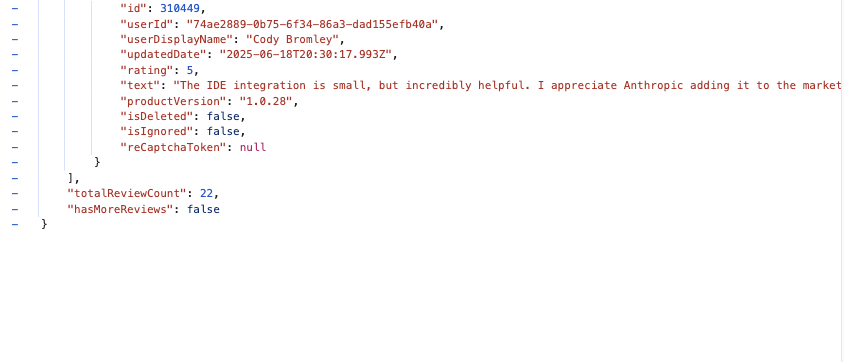 "id": 310449,
"userId": "74ae2889-0b75-6f34-86a3-dad155efb40a",
"userDisplayName": "Cody Bromley",
"updatedDate": "2025-06-18T20:30:17.993Z",
"rating": 5,
"text": "The IDE integration is small, but incredibly helpful. I appreciate Anthropic adding it to the market
"productVersion": "1.0.28",
"isDeleted": false,
"isIgnored": false,
"reCaptchaToken": null
}
],
"totalReviewCount": 22,
"hasMoreReviews": false
}